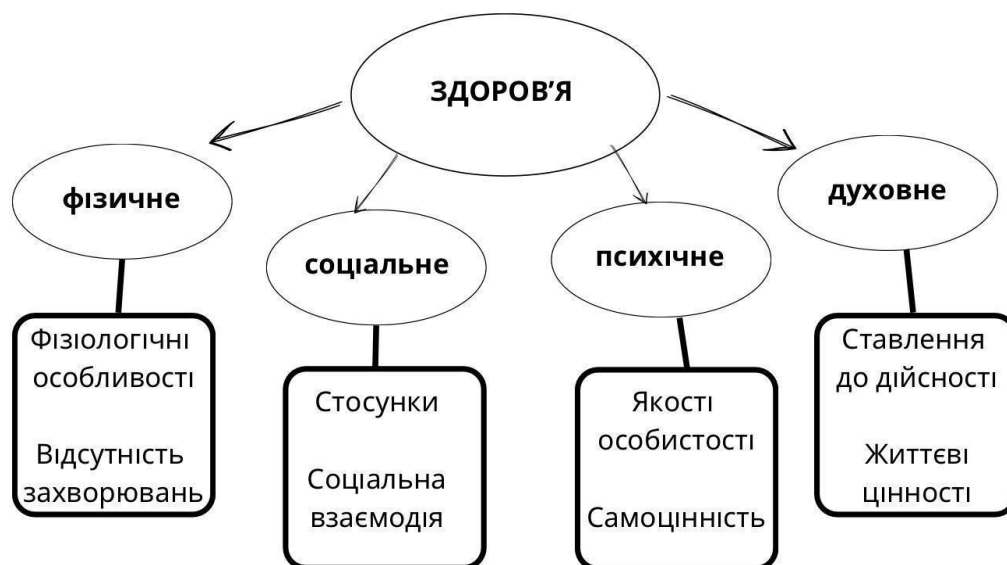 ЗДОРОВ’Я
фізичне
соціальне
психічне
духовне
Фізіологічні
особливості
Відсутність
захворювань
Стосунки
Соціальна
взаємодія
Якості
особистості
Самоцінність
Ставлення
до дійсності
Життєві
цінності